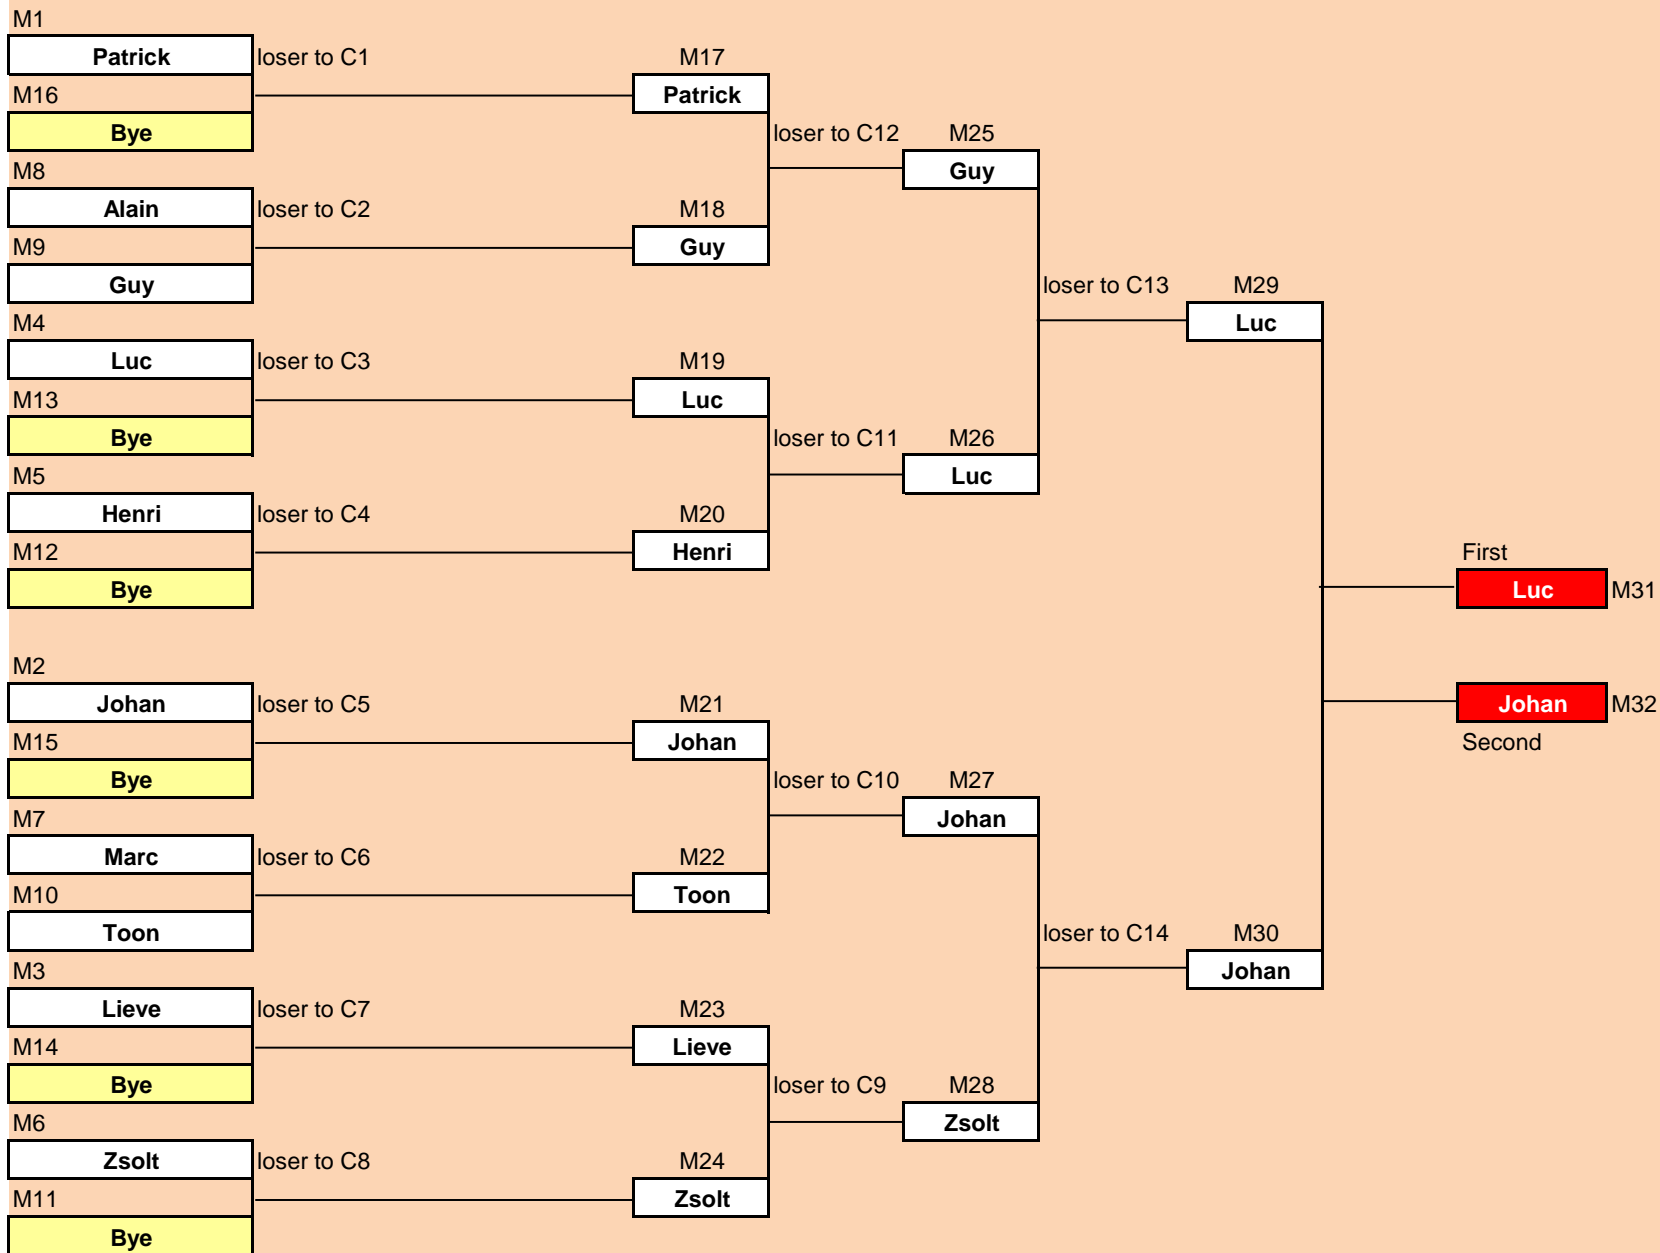 M1
Patrick loser to C1 M17
M16 Patrick
Bye loser to C12 M25
M8 Guy
Alain loser to C2 M18
M9 Guy
Guy loser to C13 M29
M4 Luc
Luc loser to C3 M19
M13 Luc
Bye loser to C11 M26
M5 Luc
Henri loser to C4 M20
M12 Henri First
Bye Luc M31
M2
Johan loser to C5 M21 Johan M32
M15 Johan Second
Bye loser to C10 M27
M7 Johan
Marc loser to C6 M22
M10 Toon
Toon loser to C14 M30
M3 Johan
Lieve loser to C7 M23
M14 Lieve
Bye loser to C9 M28
M6 Zsolt
Zsolt loser to C8 M24
M11 Zsolt
Bye